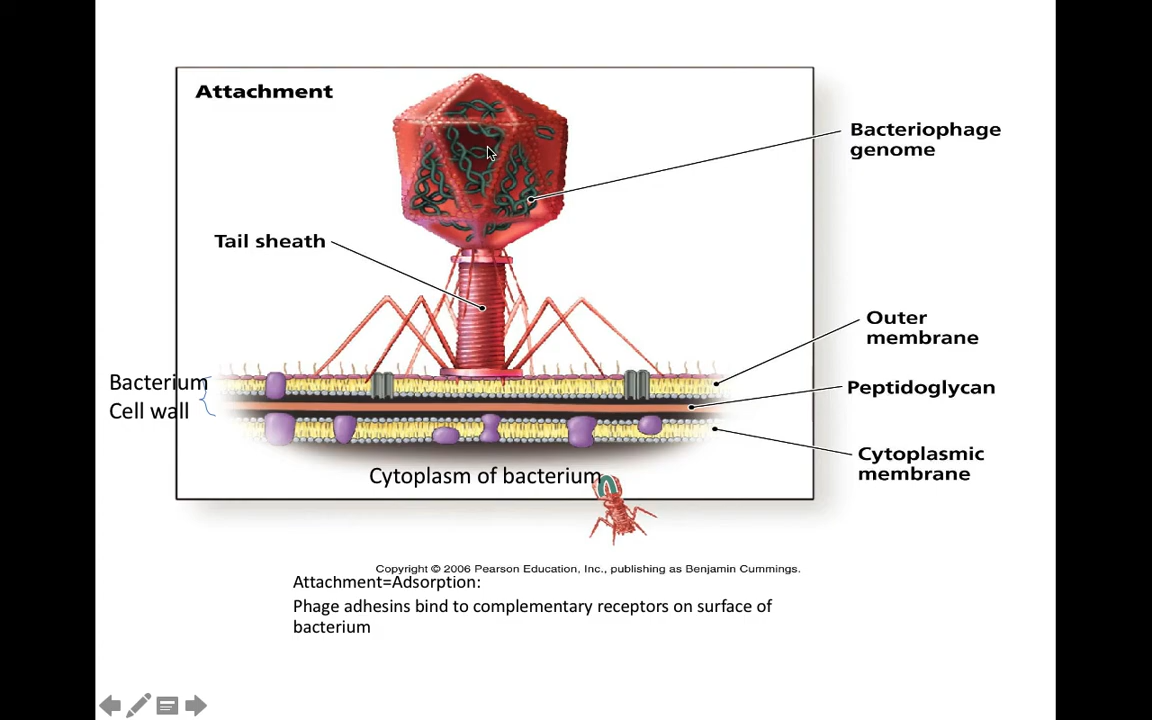 Attachment
Bacteriophage
genome
Tail sheath
Outer
membrane
Bacterium
Cell wall
Peptidoglycan
Cytoplasmic
membrane
Cytoplasm of bacterium
Copyright © 2006 Pearson Education, Inc., publishing as Benjamin Cummings.
Attachment=Adsorption:
Phage adhesins bind to complementary receptors on surface of
bacterium